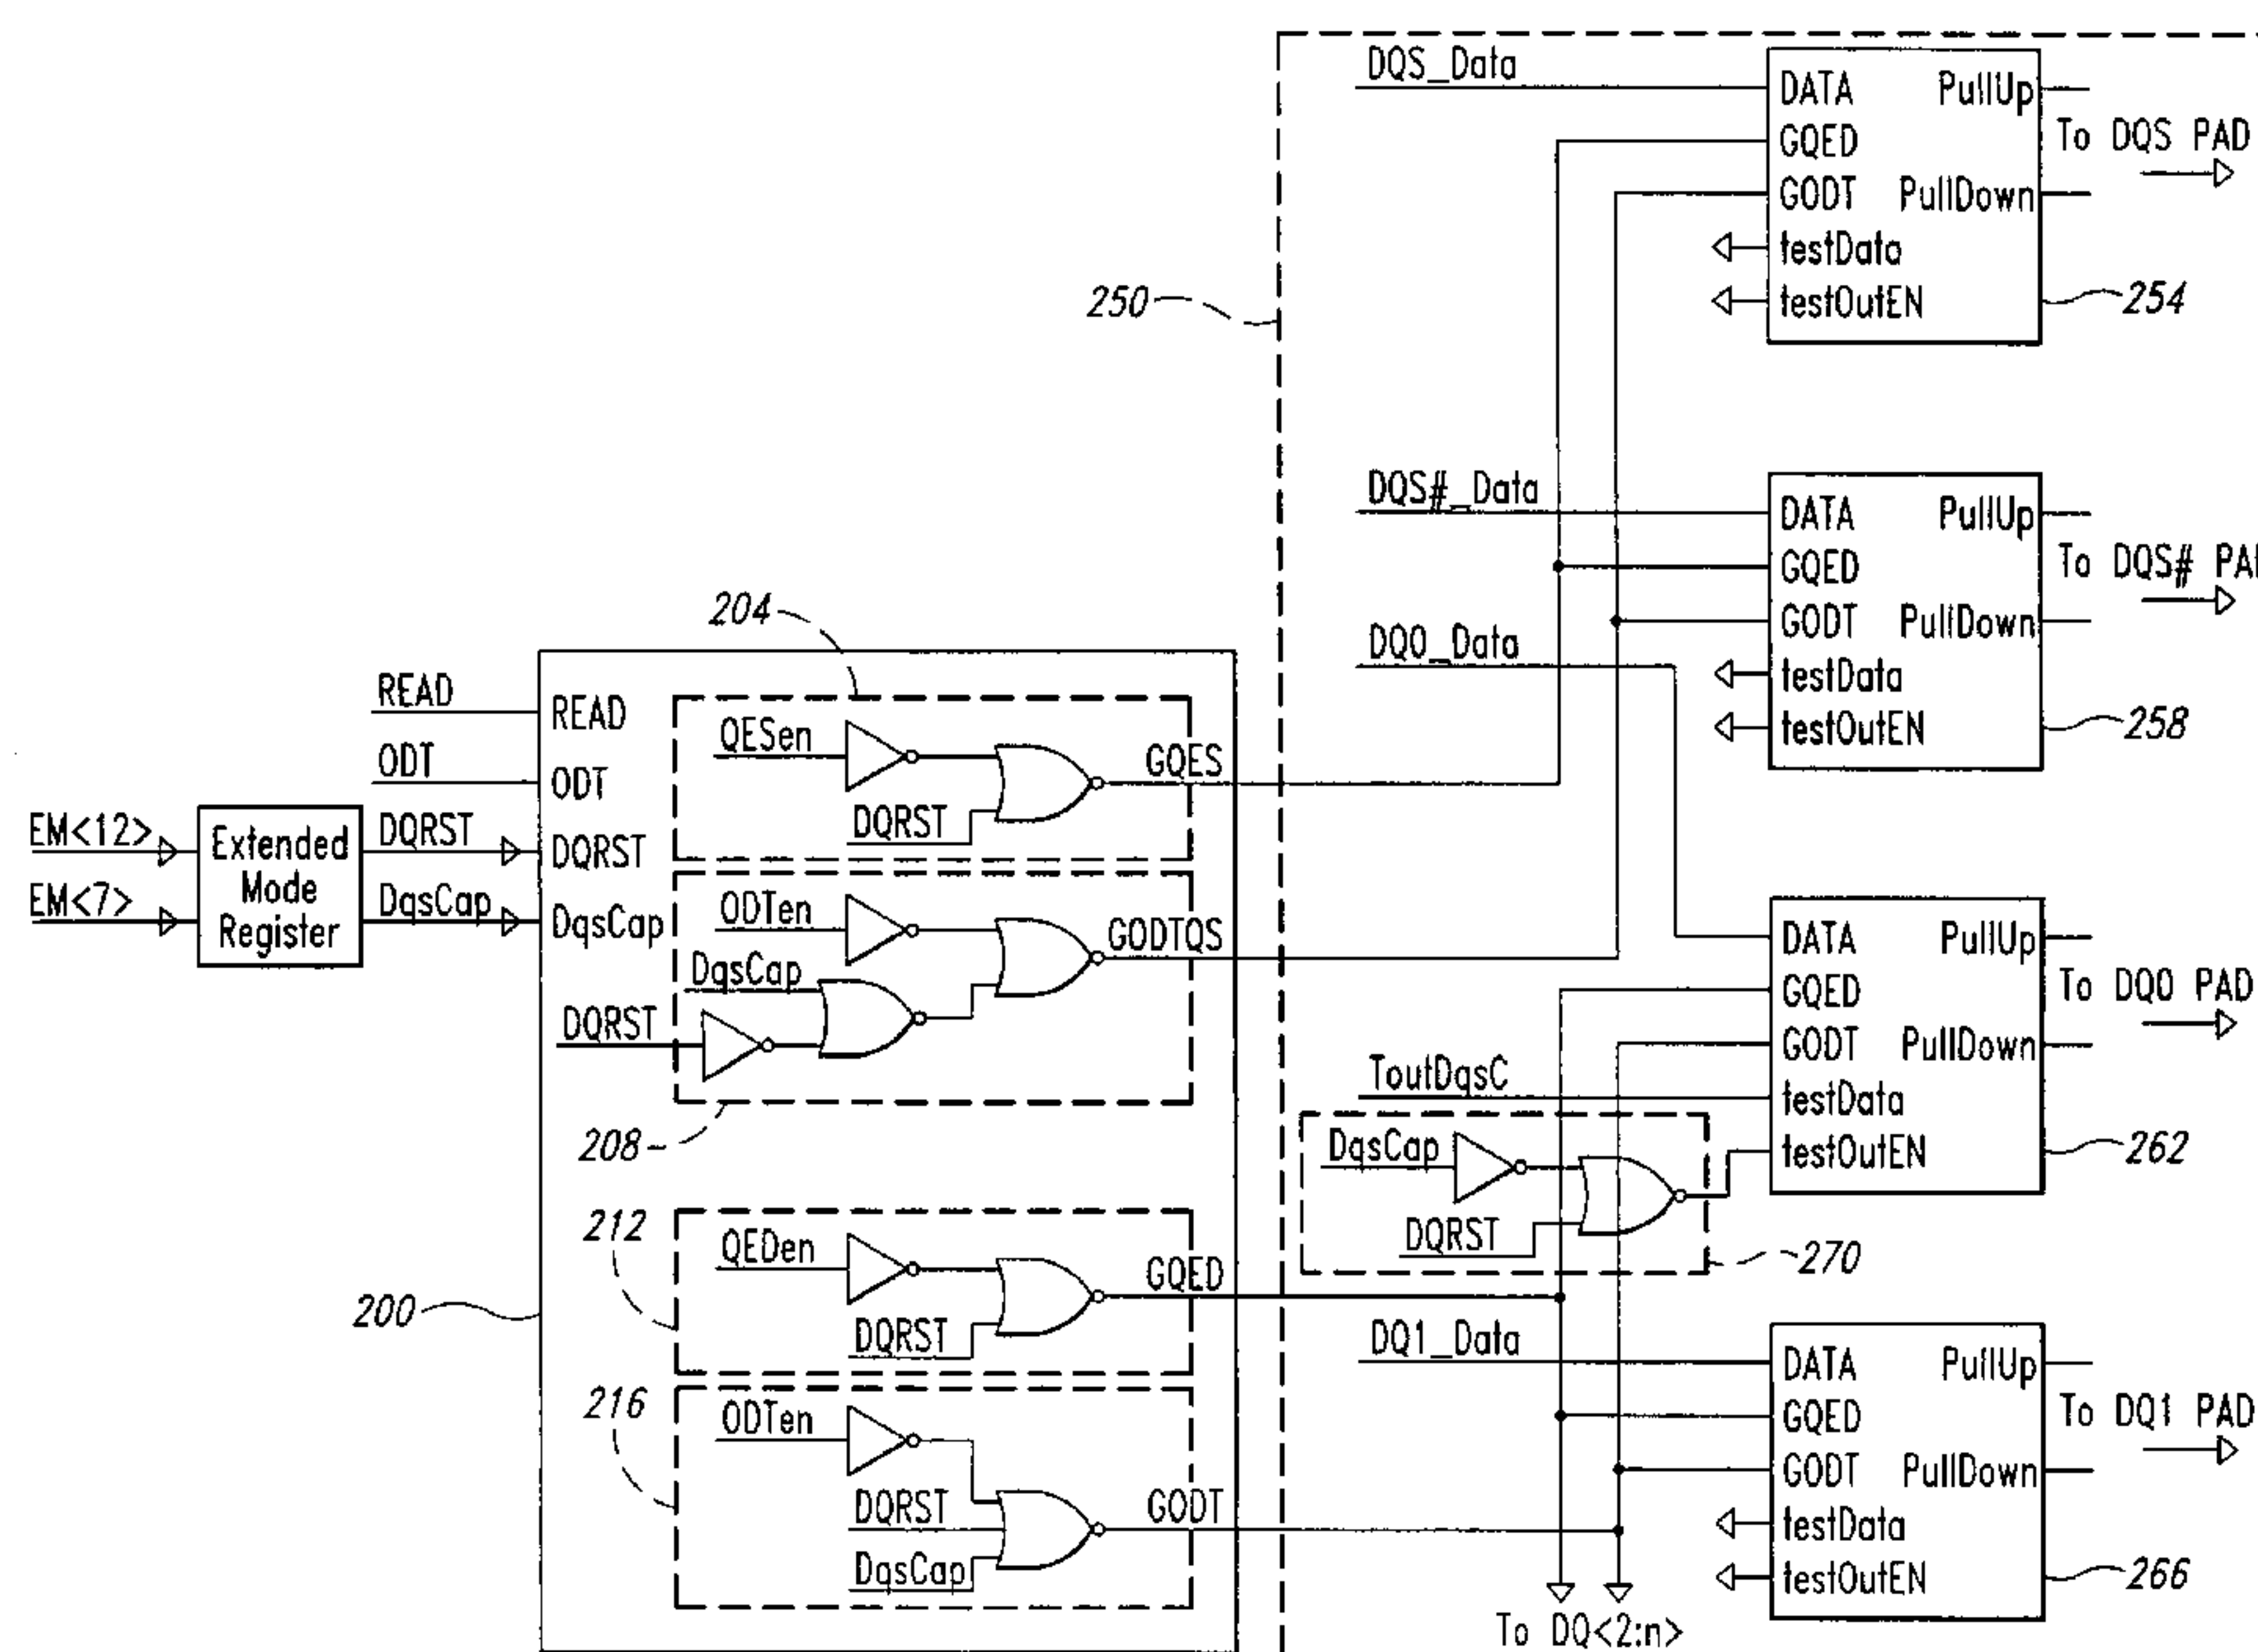 DQS_Data
DATA
PullUp
GQED
To DQS PAD
GODT
PullDown
testData
testOutEN
250
254
DQS#_Data
DATA
PullUp
GQED
To DQS# PA
GODT
PullDown
testData
testOutEN
258
DQ0_Data
204
READ
READ
QESen
GQES
ODT
ODT
DQRST
EM<12>
Extended
Mode
Register
DQRST
DQRST
EM<7>
DqsCap
DqsCap
ODTen
GODTQS
DqsCap
DQRST
208
DATA
PullUp
GQED
To DQ0 PAD
GODT
PullDown
ToutDqsC
testData
testOutEN
262
DqsCap
DQRST
270
212
QEDen
GQED
DQRST
200
216
ODTen
DQRST
GODT
DqsCap
DQ1_Data
DATA
PullUp
GQED
To DQ1 PAD
GODT
PullDown
testData
testOutEN
266
To DQ<2:n>